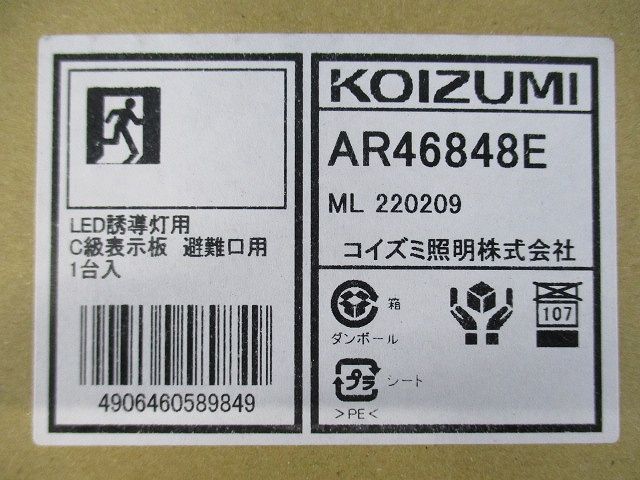 LED誘導灯用
C級表示板 避難口用
1台入
4906460589849
KOIZUMI
AR46848E
ML 220209
コイズミ照明株式会社
箱
ダンボール
107
プラ
シート
>PE<